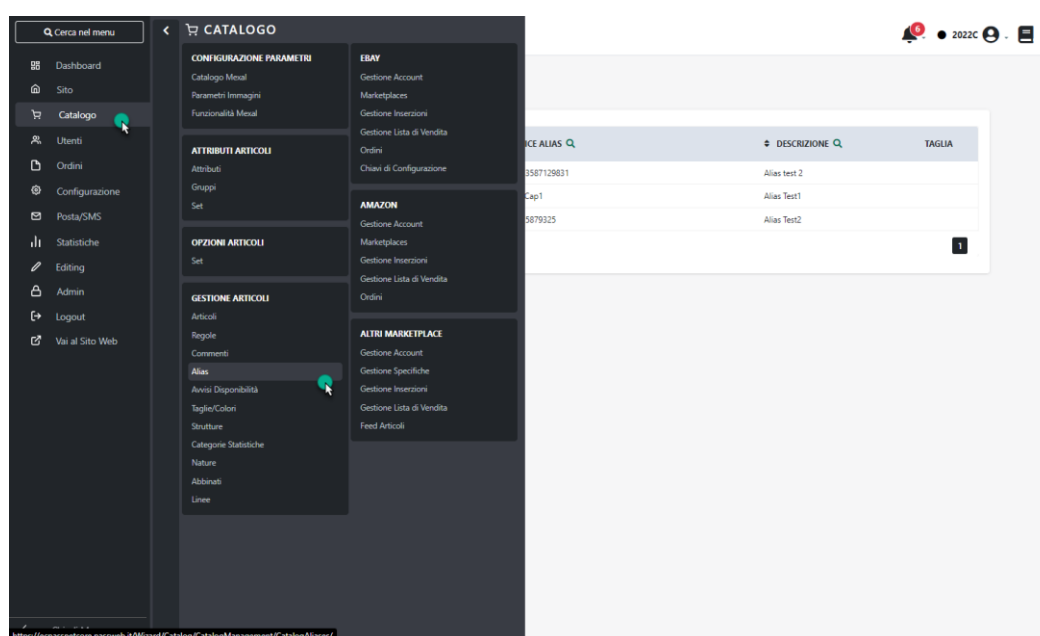 Cerca nel menu
Dashboard
Sito
Catalogo
Utenti
Ordini
Configurazione
Posta/SMS
Statistiche
Editing
Admin
Logout
Vai al Sito Web
CATALOGO
CONFIGURAZIONE PARAMETRI
Catalogo Mexal
Parametri Immagini
Funzionalità Mexal
ATTRIBUTI ARTICOLI
Attributi
Gruppi
Set
OPZIONI ARTICOLI
Set
GESTIONE ARTICOLI
Articoli
Regole
Commenti
Alias
Avvisi Disponibilità
Taglie/Colori
Strutture
Categorie Statistiche
Nature
Abbinati
Linee
EBAY
Gestione Account
Marketplaces
Gestione Inserzioni
Gestione Lista di Vendita
Ordini
Chiavi di Configurazione
AMAZON
Gestione Account
Marketplaces
Gestione Inserzioni
Gestione Lista di Vendita
Ordini
ALTRI MARKETPLACE
Gestione Account
Gestione Specifiche
Gestione Inserzioni
Gestione Lista di Vendita
Feed Articoli
6
2022C
ICE ALIAS DESCRIZIONE TAGLIA
3587129831 Alias test 2
Cap1 Alias Test1
5879325 Alias Test2
1